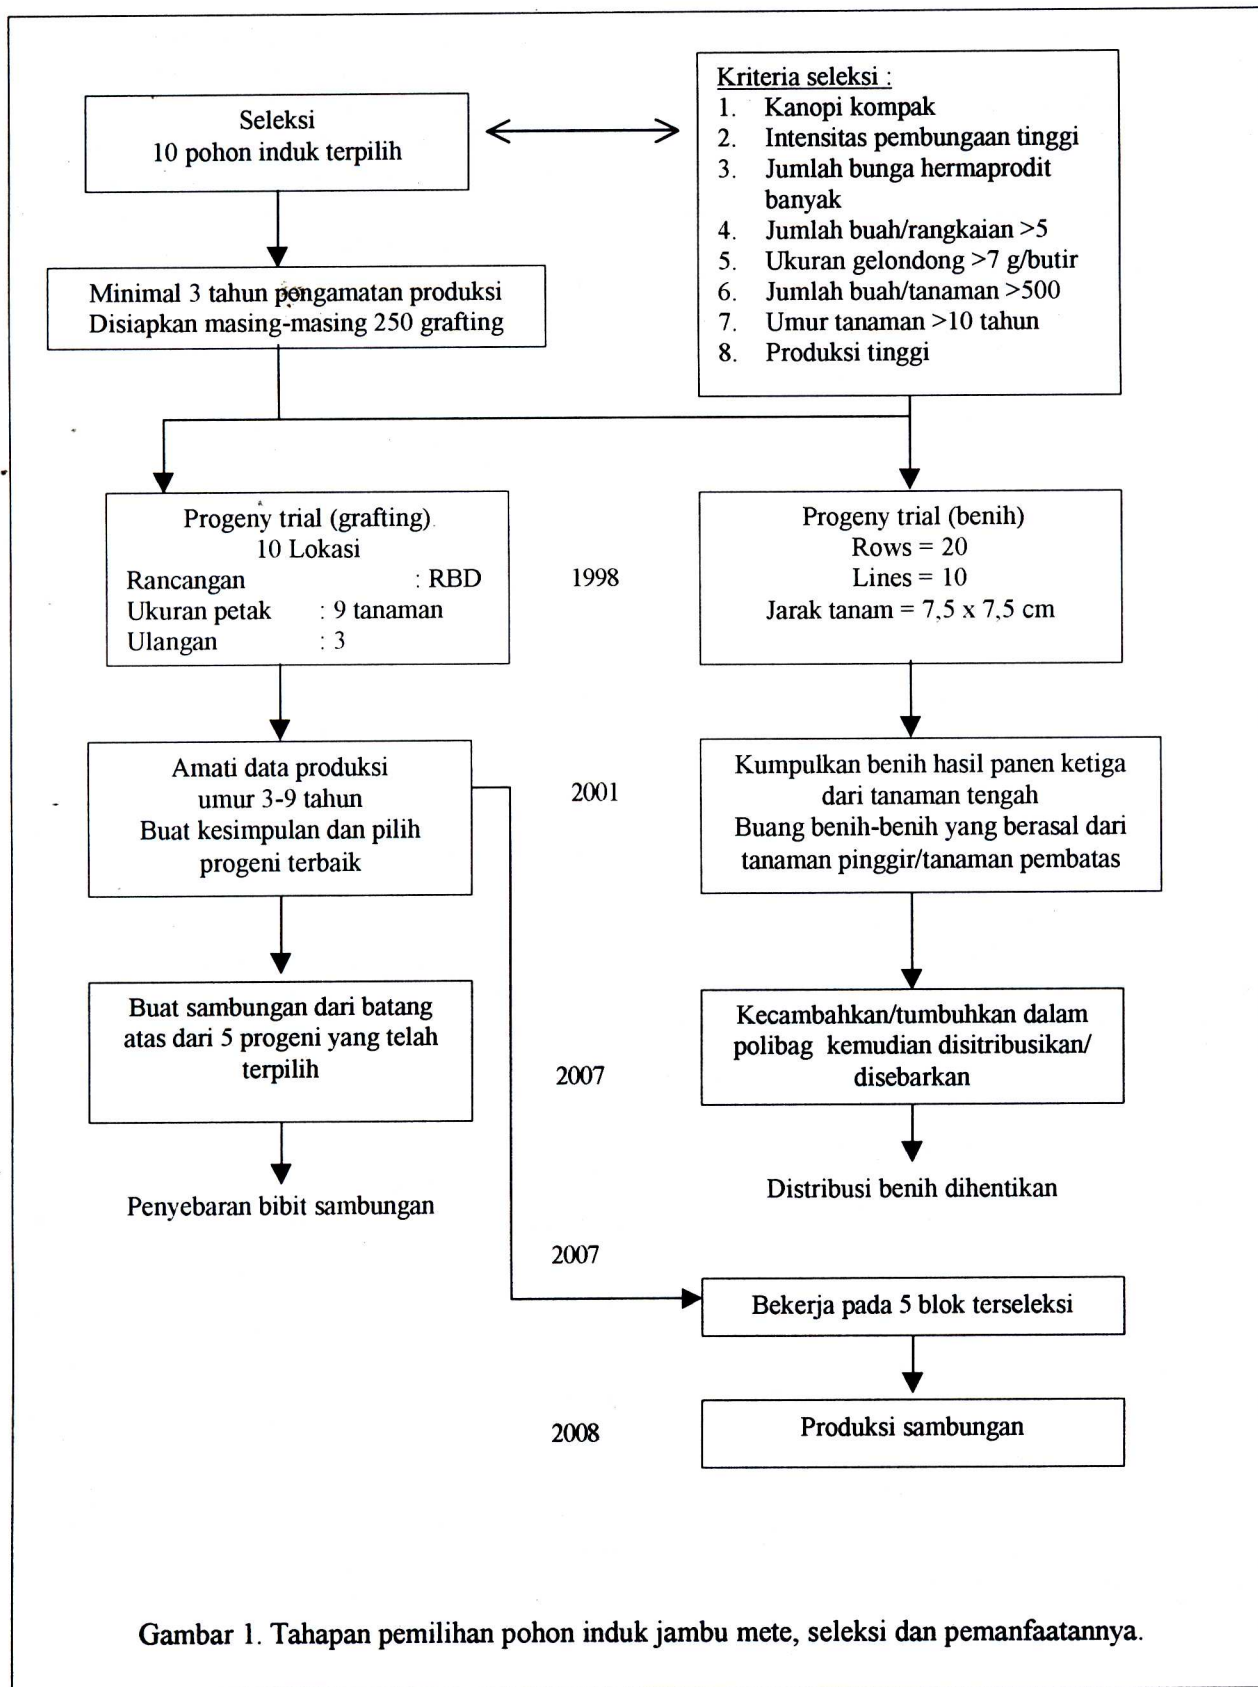 Seleksi
10 pohon induk terpilih
Kriteria seleksi :
1. Kanopi kompak
2. Intensitas pembungaan tinggi
3. Jumlah bunga hermaprodit
banyak
4. Jumlah buah/rangkaian >5
5. Ukuran gelondong >7 g/butir
6. Jumlah buah/tanaman >500
7. Umur tanaman >10 tahun
8. Produksi tinggi
Minimal 3 tahun pengamatan produksi
Disiapkan masing-masing 250 grafting
Progeny trial (grafting)
10 Lokasi
Rancangan : RBD
Ukuran petak : 9 tanaman
Ulangan : 3
1998
Progeny trial (benih)
Rows = 20
Lines = 10
Jarak tanam = 7,5 x 7,5 cm
Amati data produksi
umur 3-9 tahun
Buat kesimpulan dan pilih
progeni terbaik
2001
Kumpulkan benih hasil panen ketiga
dari tanaman tengah
Buang benih-benih yang berasal dari
tanaman pinggir/tanaman pembatas
Buat sambungan dari batang
atas dari 5 progeni yang telah
terpilih
2007
Kecambahkan/tumbuhkan dalam
polibag kemudian disitribusikan/
disebarkan
Penyebaran bibit sambungan
Distribusi benih dihentikan
2007
Bekerja pada 5 blok terseleksi
2008
Produksi sambungan
Gambar 1. Tahapan pemilihan pohon induk jambu mete, seleksi dan pemanfaatannya.